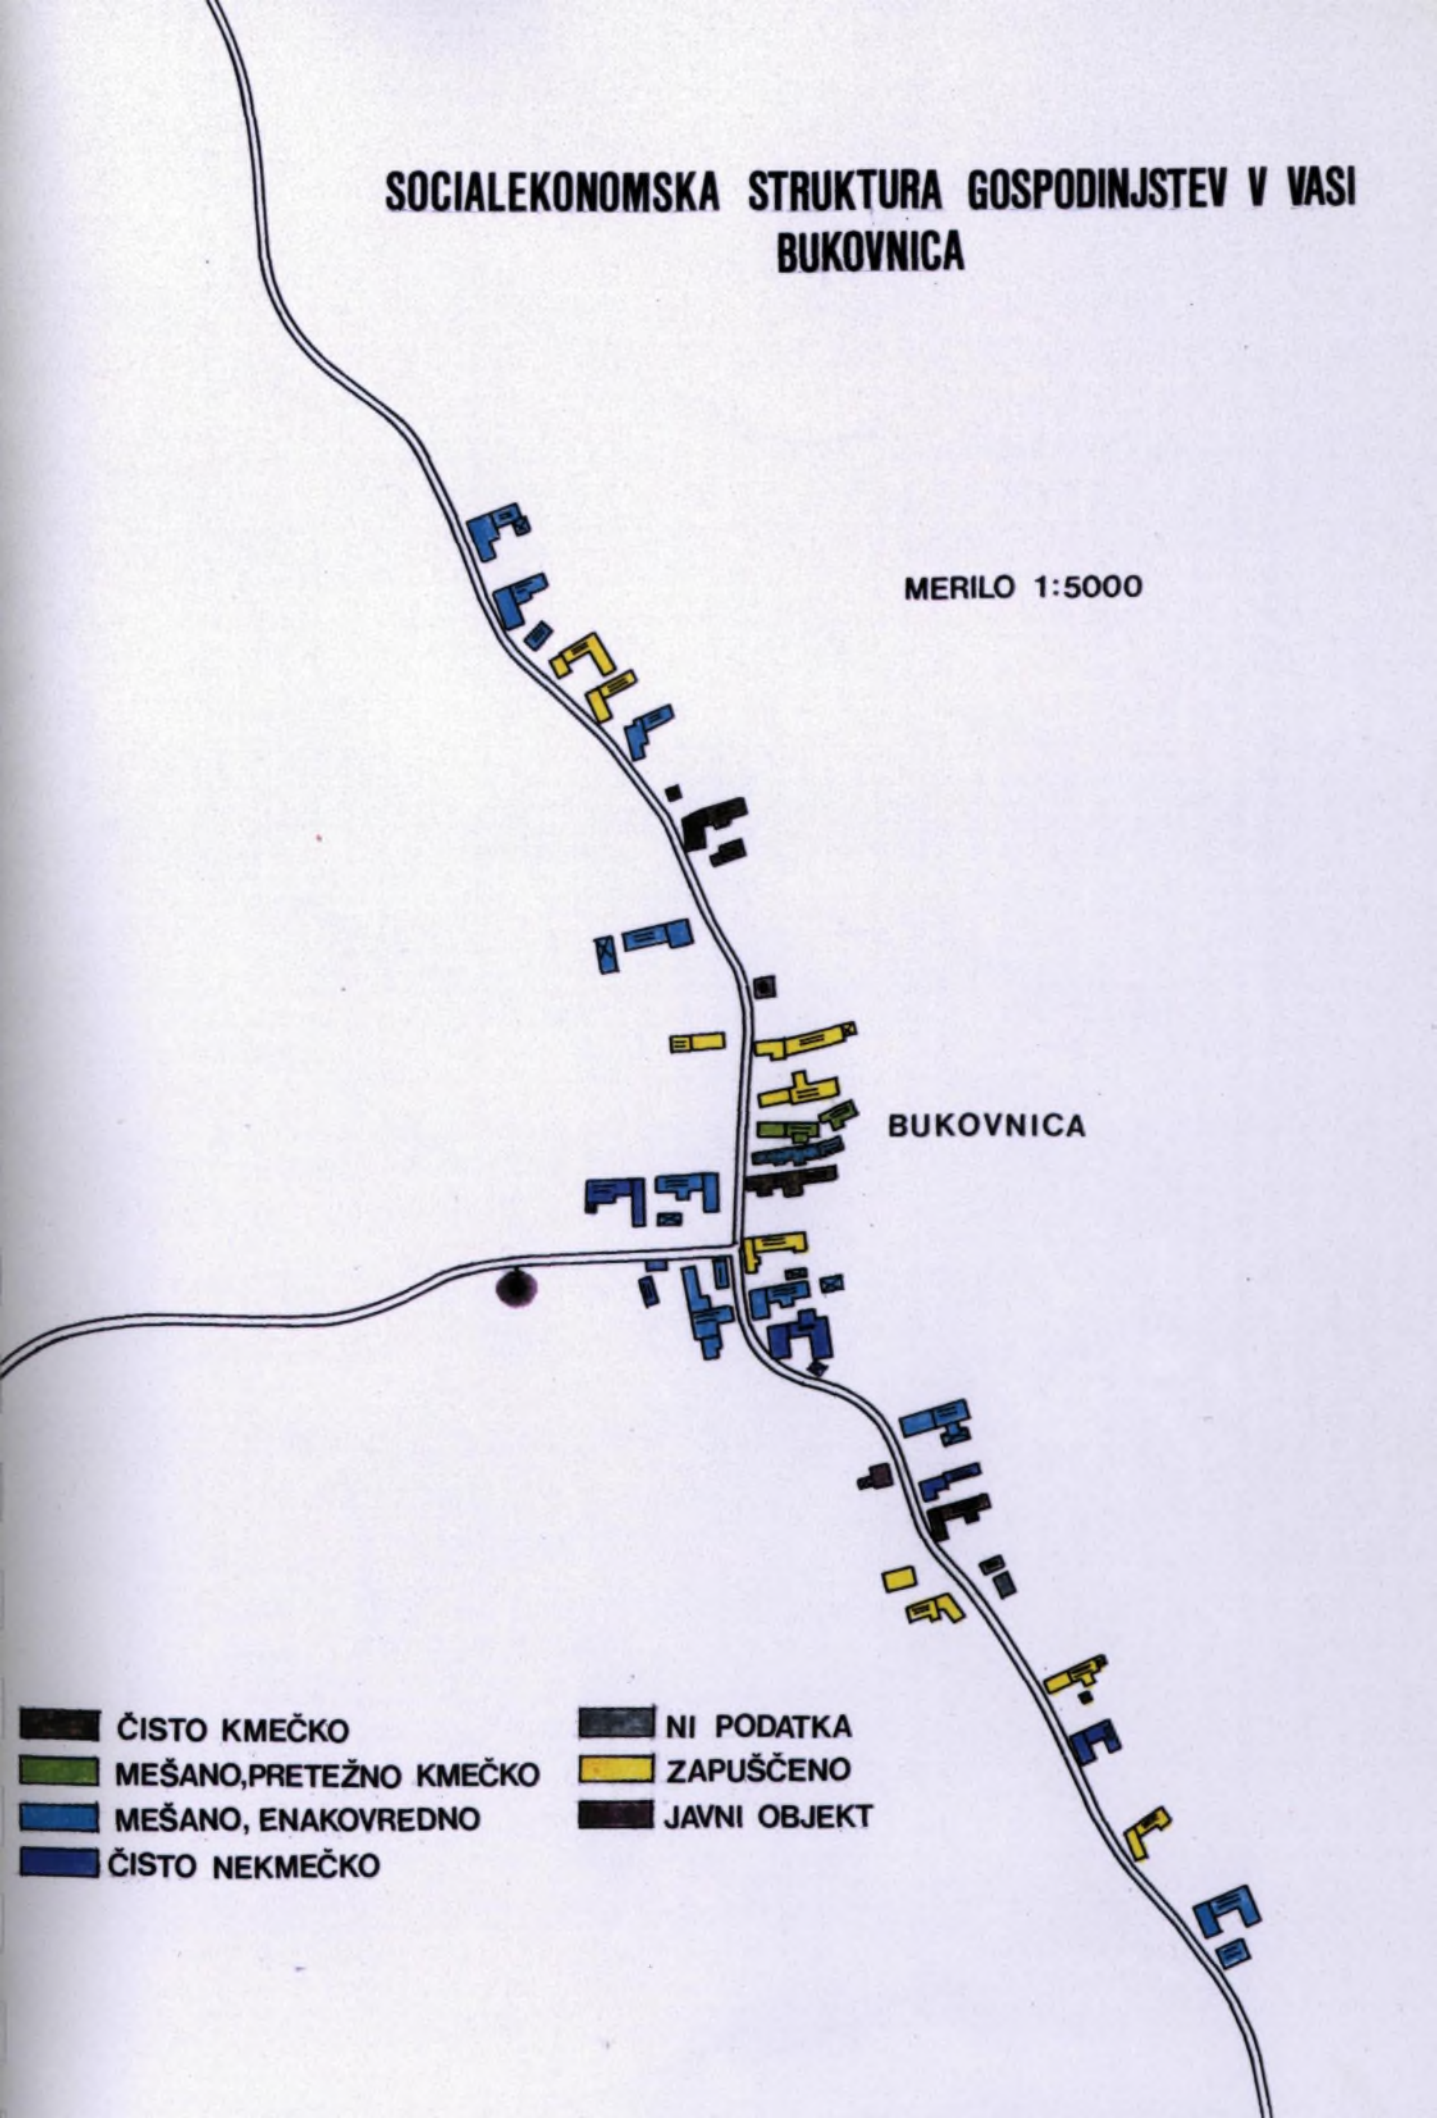 SOCIALEKONOMSKA STRUKTURA GOSPODINJSTEV V VASI
BUKOVNICA
MERILO 1:5000
BUKOVNICA
ČISTO KMEČKO
MEŠANO,PRETEŽNO KMEČKO
MEŠANO, ENAKOVREDNO
ČISTO NEKMEČKO
NI PODATKA
ZAPUŠČENO
JAVNI OBJEKT